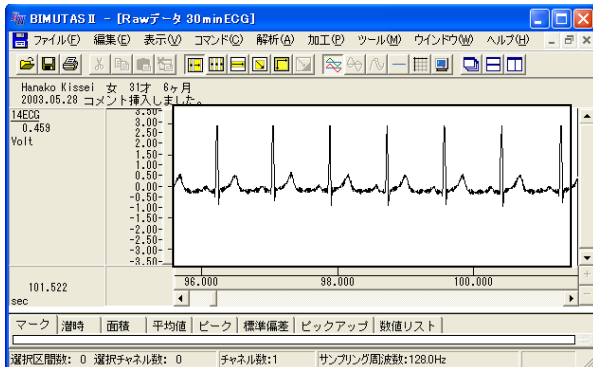 BIMUTASⅡ - [Rawデータ 30minECG]
ファイル(F) 編集(E) 表示(V) コマンド(C) 解析(A) 加工(P) ツール(M) ウインドウ(W) ヘルプ(H)
Hanako Kissei 女 31才 6ヶ月
2003.05.28 コメント挿入しました。
14ECG
0.459
Volt
3.50-
3.00-
2.50-
2.00-
1.50-
1.00-
0.50-
0.00-
-0.50-
-1.00-
-1.50-
-2.00-
-2.50-
-3.00-
-3.50-
101.522
sec
96.000 98.000 100.000
マーク 潜時 面積 平均値 ピーク 標準偏差 ピックアップ 数値リスト
選択区間数: 0 選択チャネル数: 0 チャネル数:1 サンプリング周波数:128.0Hz